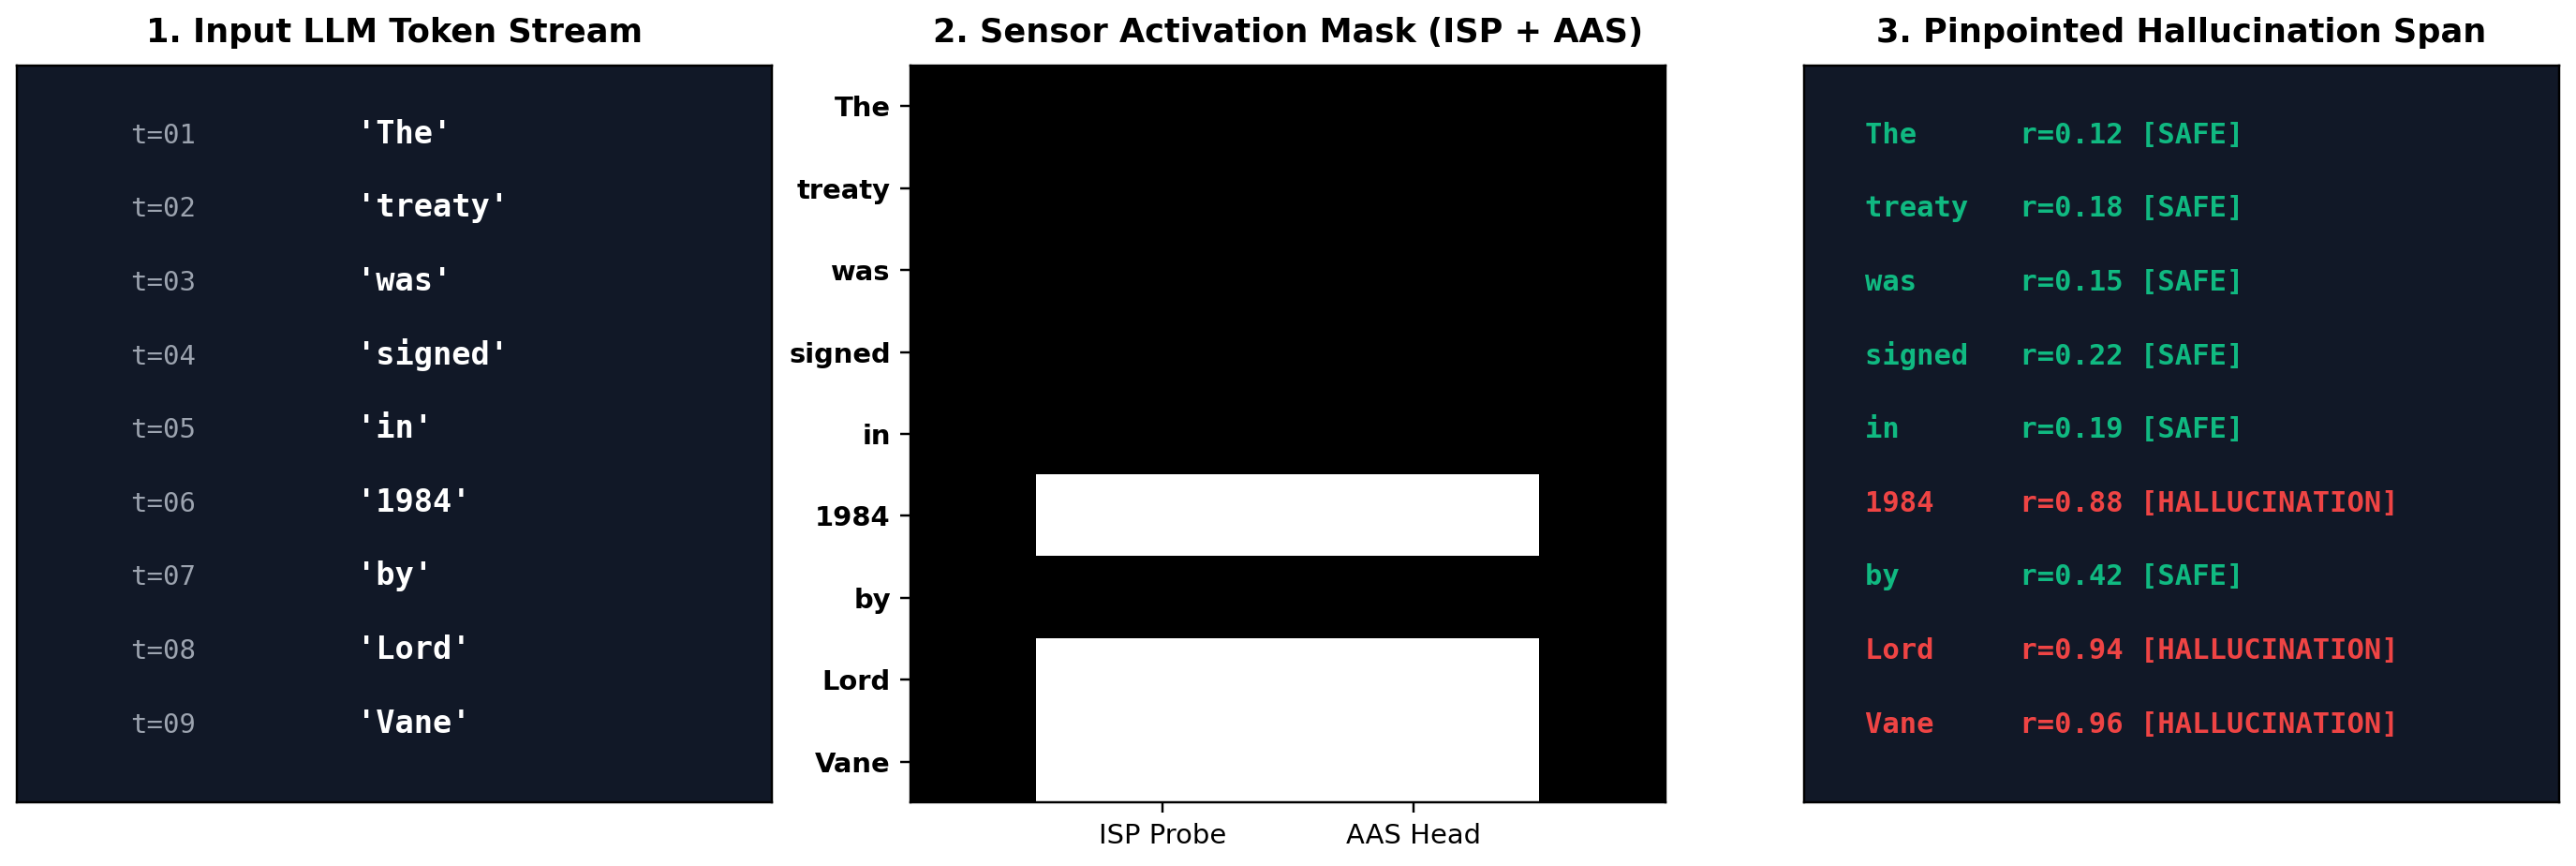 1. Input LLM Token Stream
t=01 'The'
t=02 'treaty'
t=03 'was'
t=04 'signed'
t=05 'in'
t=06 '1984'
t=07 'by'
t=08 'Lord'
t=09 'Vane'
2. Sensor Activation Mask (ISP + AAS)
The
treaty
was
signed
in
1984
by
Lord
Vane
ISP Probe AAS Head
3. Pinpointed Hallucination Span
The r=0.12 [SAFE]
treaty r=0.18 [SAFE]
was r=0.15 [SAFE]
signed r=0.22 [SAFE]
in r=0.19 [SAFE]
1984 r=0.88 [HALLUCINATION]
by r=0.42 [SAFE]
Lord r=0.94 [HALLUCINATION]
Vane r=0.96 [HALLUCINATION]